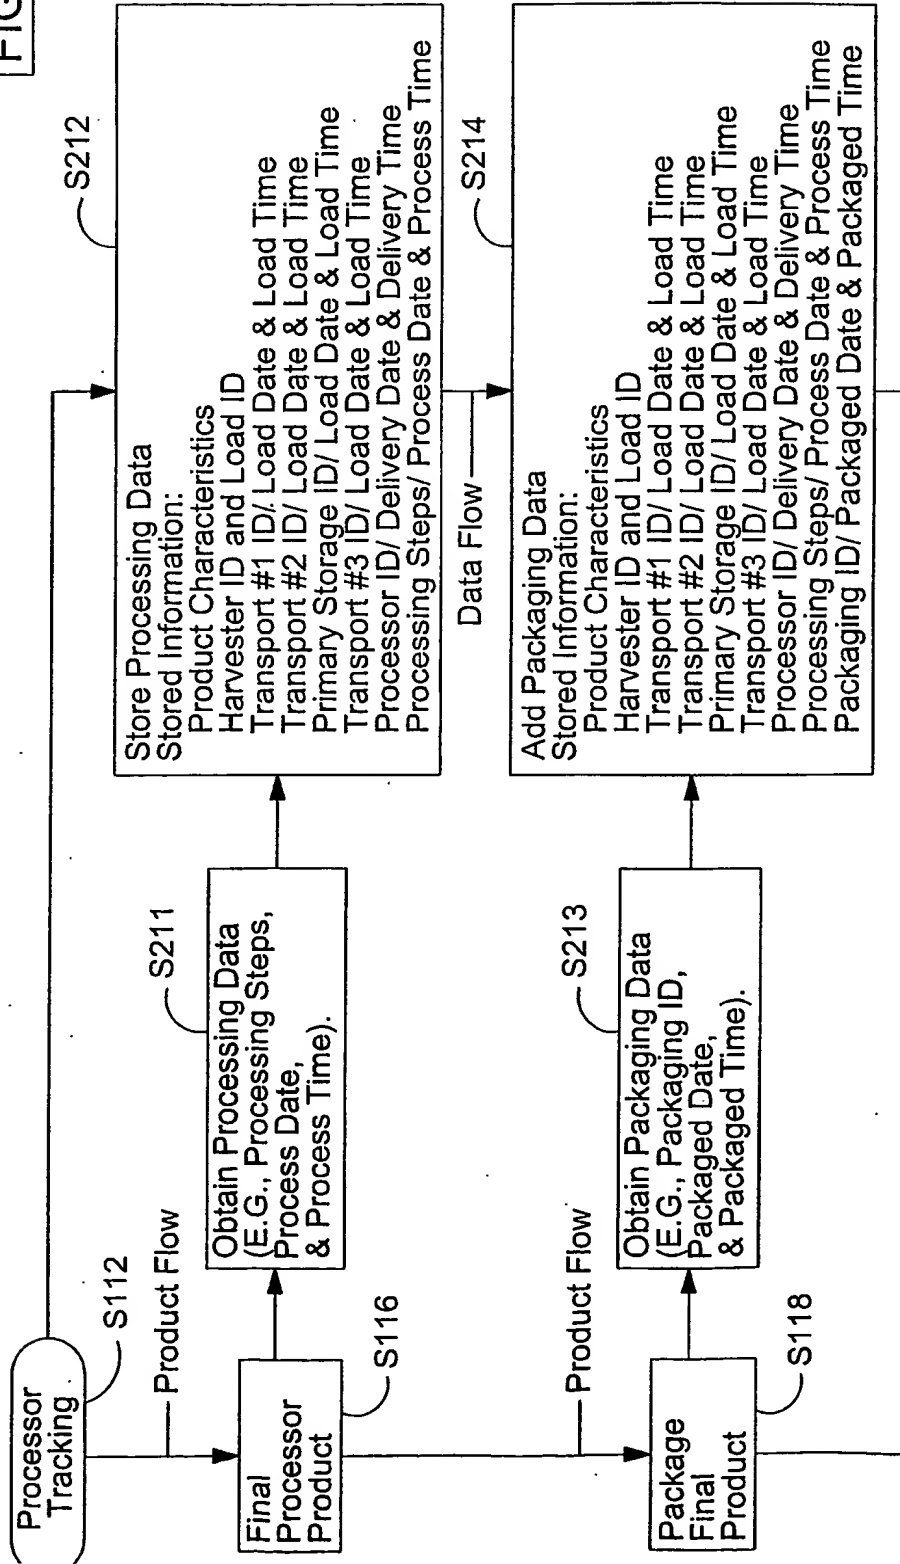 FIG
Processor
Tracking
S112
Product Flow
Final
Processor
Product
S116
Obtain Processing Data
(E.G., Processing Steps,
Process Date,
& Process Time).
S211
Store Processing Data
Stored Information:
Product Characteristics
Harvester ID and Load ID
Transport #1 ID/. Load Date & Load Time
Transport #2 ID/ Load Date & Load Time
Primary Storage ID/ Load Date & Load Time
Transport #3 ID/ Load Date & Load Time
Processor ID/ Delivery Date & Delivery Time
Processing Steps/ Process Date & Process Time
S212
Data Flow
Product Flow
Package
Final
Product
S118
Obtain Packaging Data
(E.G., Packaging ID,
Packaged Date,
& Packaged Time).
S213
Add Packaging Data
Stored Information:
Product Characteristics
Harvester ID and Load ID
Transport #1 ID/ Load Date & Load Time
Transport #2 ID/ Load Date & Load Time
Primary Storage ID/ Load Date & Load Time
Transport #3 ID/ Load Date & Load Time
Processor ID/ Delivery Date & Delivery Time
Processing Steps/ Process Date & Process Time
Packaging ID/ Packaged Date & Packaged Time
S214